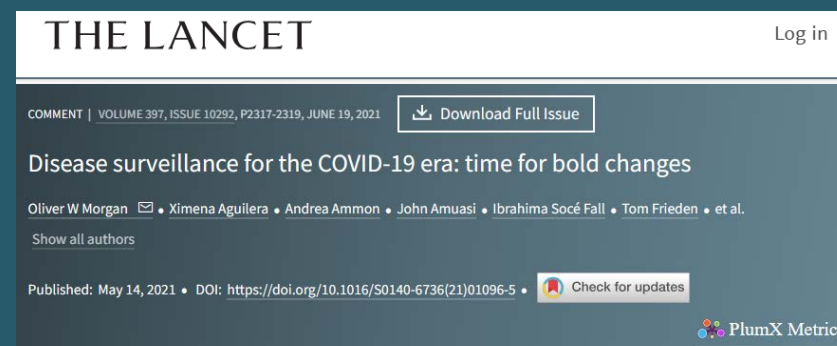 THE LANCET
Log in
COMMENT | VOLUME 397, ISSUE 10292, P2317-2319, JUNE 19, 2021
Download Full Issue
Disease surveillance for the COVID-19 era: time for bold changes
Oliver W Morgan • Ximena Aguilera • Andrea Ammon • John Amuasi • Ibrahima Socé Fall • Tom Frieden • et al.
Show all authors
Published: May 14, 2021 • DOI: https://doi.org/10.1016/S0140-6736(21)01096-5 •
Check for updates
PlumX Metric